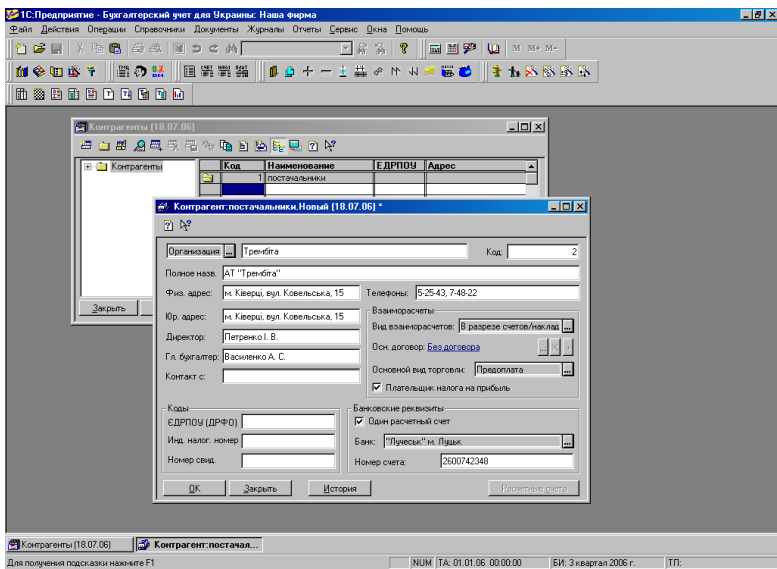 1С:Предприятие - Бухгалтерский учет для Украины: Наша фирма
Файл Действия Операции Справочники Документы Журналы Отчеты Сервис Окна Помощь
M M+ M-
Контрагенты (18.07.06)
Контрагенты
Код Наименование ЕДРПОУ Адрес
1 постачальники
Закрыть
Контрагент:постачальники.Новый (18.07.06) *
Организация ... Трембіта Код: 2
Полное назв. АТ "Трембіта"
Физ. адрес: м. Ківерці, вул. Ковельська, 15 Телефоны: 5-25-43, 7-48-22
Юр. адрес: м. Ківерці, вул. Ковельська, 15
Директор: Петренко І. В.
Гл. бухгалтер: Василенко А. С.
Контакт с:
Взаиморасчеты
Вид взаиморасчетов: В разрезе счетов/наклад ...
Осн. договор: Без договора ...
Основной вид торговли: Предоплата ...
Плательщик налога на прибыль
Коды
ЄДРПОУ (ДРФО)
Инд. налог. номер
Номер свид.
Банковские реквизиты
Один расчетный счет
Банк: "Лучеськ" м. Луцьк ...
Номер счета: 2600742348
OK Закрыть История Расчетные счета
Контрагенты (18.07.06) Контрагент:постачал...
Для получения подсказки нажмите F1 NUM TA: 01.01.06 00:00:00 БИ: 3 квартал 2006 г. ТП: